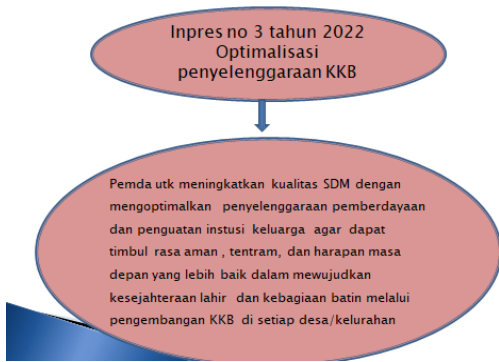 Inpres no 3 tahun 2022
Optimalisasi
penyelenggaraan KKB
Pemda utk meningkatkan kualitas SDM dengan
mengoptimalkan penyelenggaraan pemberdayaan
dan penguatan instusi keluarga agar dapat
timbul rasa aman , tentram, dan harapan masa
depan yang lebih baik dalam mewujudkan
kesejahteraan lahir dan kebagiaan batin melalui
pengembangan KKB di setiap desa/kelurahan